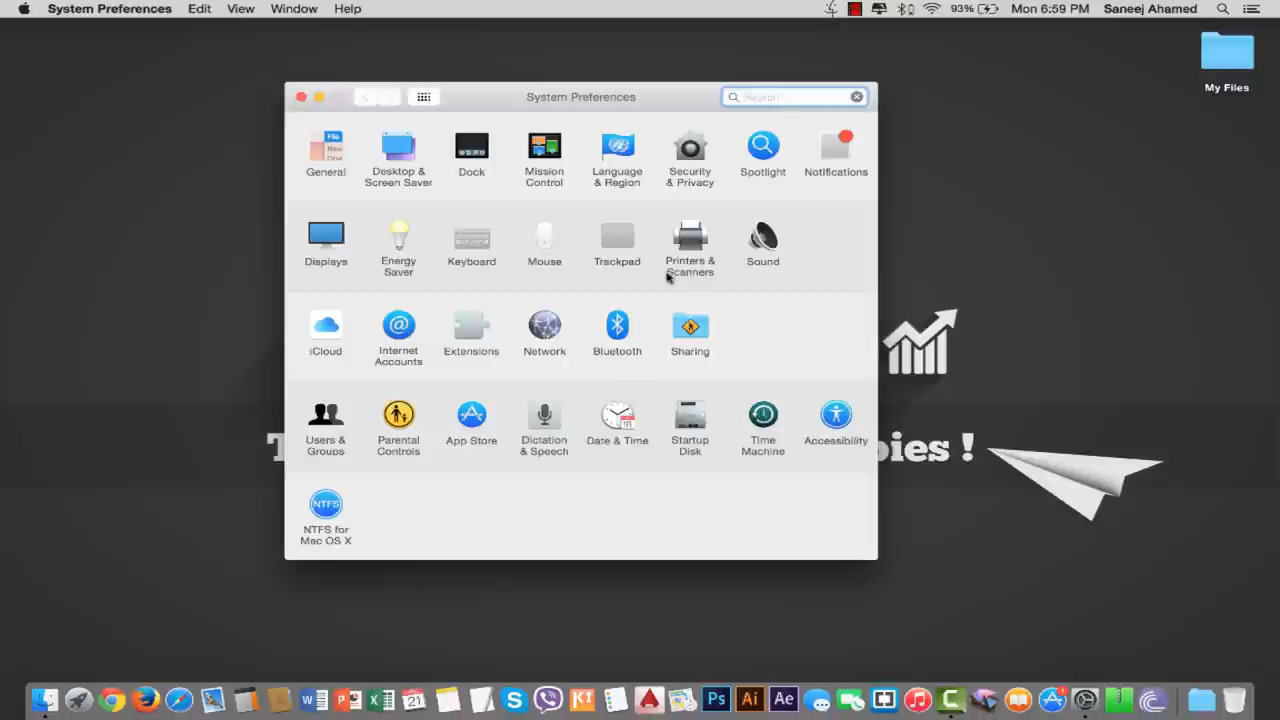 System Preferences Edit View Window Help 93% Mon 6:59 PM Saneej Ahamed
My Files
System Preferences
General
Desktop &
Screen Saver
Dock
Mission
Control
Language
& Region
Security
& Privacy
Spotlight
Notifications
Displays
Energy
Saver
Keyboard
Mouse
Trackpad
Printers &
Scanners
Sound
iCloud
Internet
Accounts
Extensions
Network
Bluetooth
Sharing
Users &
Groups
Parental
Controls
App Store
Dictation
& Speech
Date & Time
Startup
Disk
Time
Machine
Accessibility
NTFS
NTFS for
Mac OS X
Ps Ai Ae